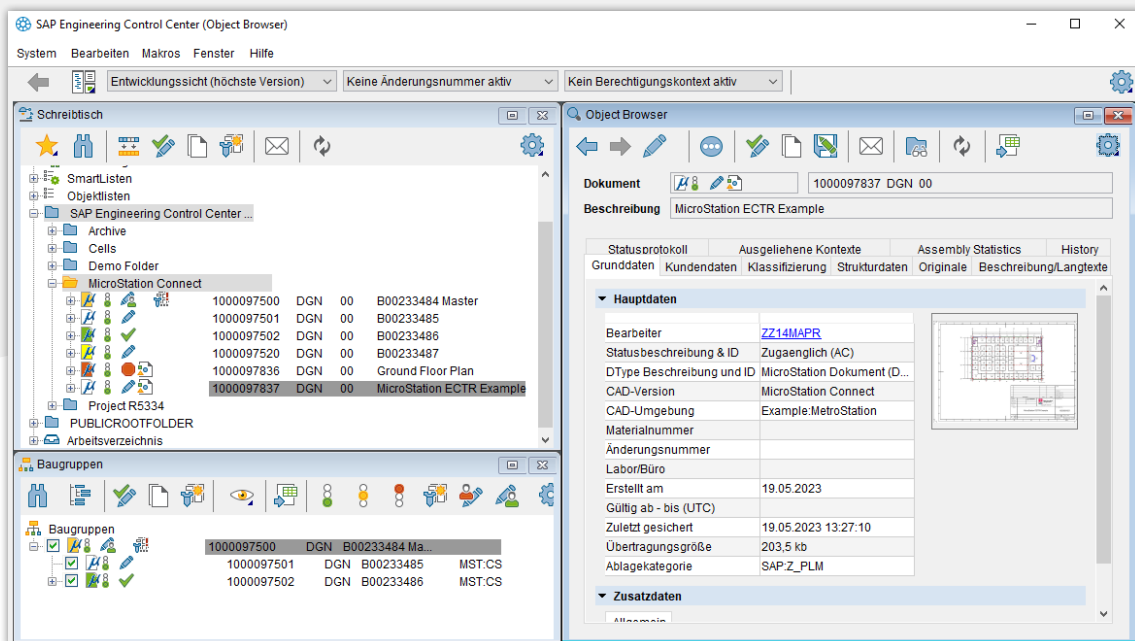 SAP Engineering Control Center (Object Browser)
System Bearbeiten Makros Fenster Hilfe
Entwicklungssicht (höchste Version) Keine Änderungsnummer aktiv Kein Berechtigungskontext aktiv
Schreibtisch
SmartListen
Objektlisten
SAP Engineering Control Center ...
Archive
Cells
Demo Folder
MicroStation Connect
1000097500 DGN 00 B00233484 Master
1000097501 DGN 00 B00233485
1000097502 DGN 00 B00233486
1000097520 DGN 00 B00233487
1000097836 DGN 00 Ground Floor Plan
1000097837 DGN 00 MicroStation ECTR Example
Project R5334
PUBLICROOTFOLDER
Arbeitsverzeichnis
Baugruppen
Baugruppen
1000097500 DGN B00233484 Ma...
1000097501 DGN B00233485 MST:CS
1000097502 DGN B00233486 MST:CS
Object Browser
Dokument 1000097837 DGN 00
Beschreibung MicroStation ECTR Example
Statusprotokoll Ausgeliehene Kontexte Assembly Statistics History
Grunddaten Kundendaten Klassifizierung Strukturdaten Originale Beschreibung/Langtexte
Hauptdaten
Bearbeiter ZZ14MAPR
Statusbeschreibung & ID Zugaenglich (AC)
DType Beschreibung und ID MicroStation Dokument (D...
CAD-Version MicroStation Connect
CAD-Umgebung Example:MetroStation
Materialnummer
Änderungsnummer
Labor/Büro
Erstellt am 19.05.2023
Gültig ab - bis (UTC)
Zuletzt gesichert 19.05.2023 13:27:10
Übertragungsgröße 203,5 kb
Ablagekategorie SAP:Z_PLM
Zusatzdaten
Allgemein